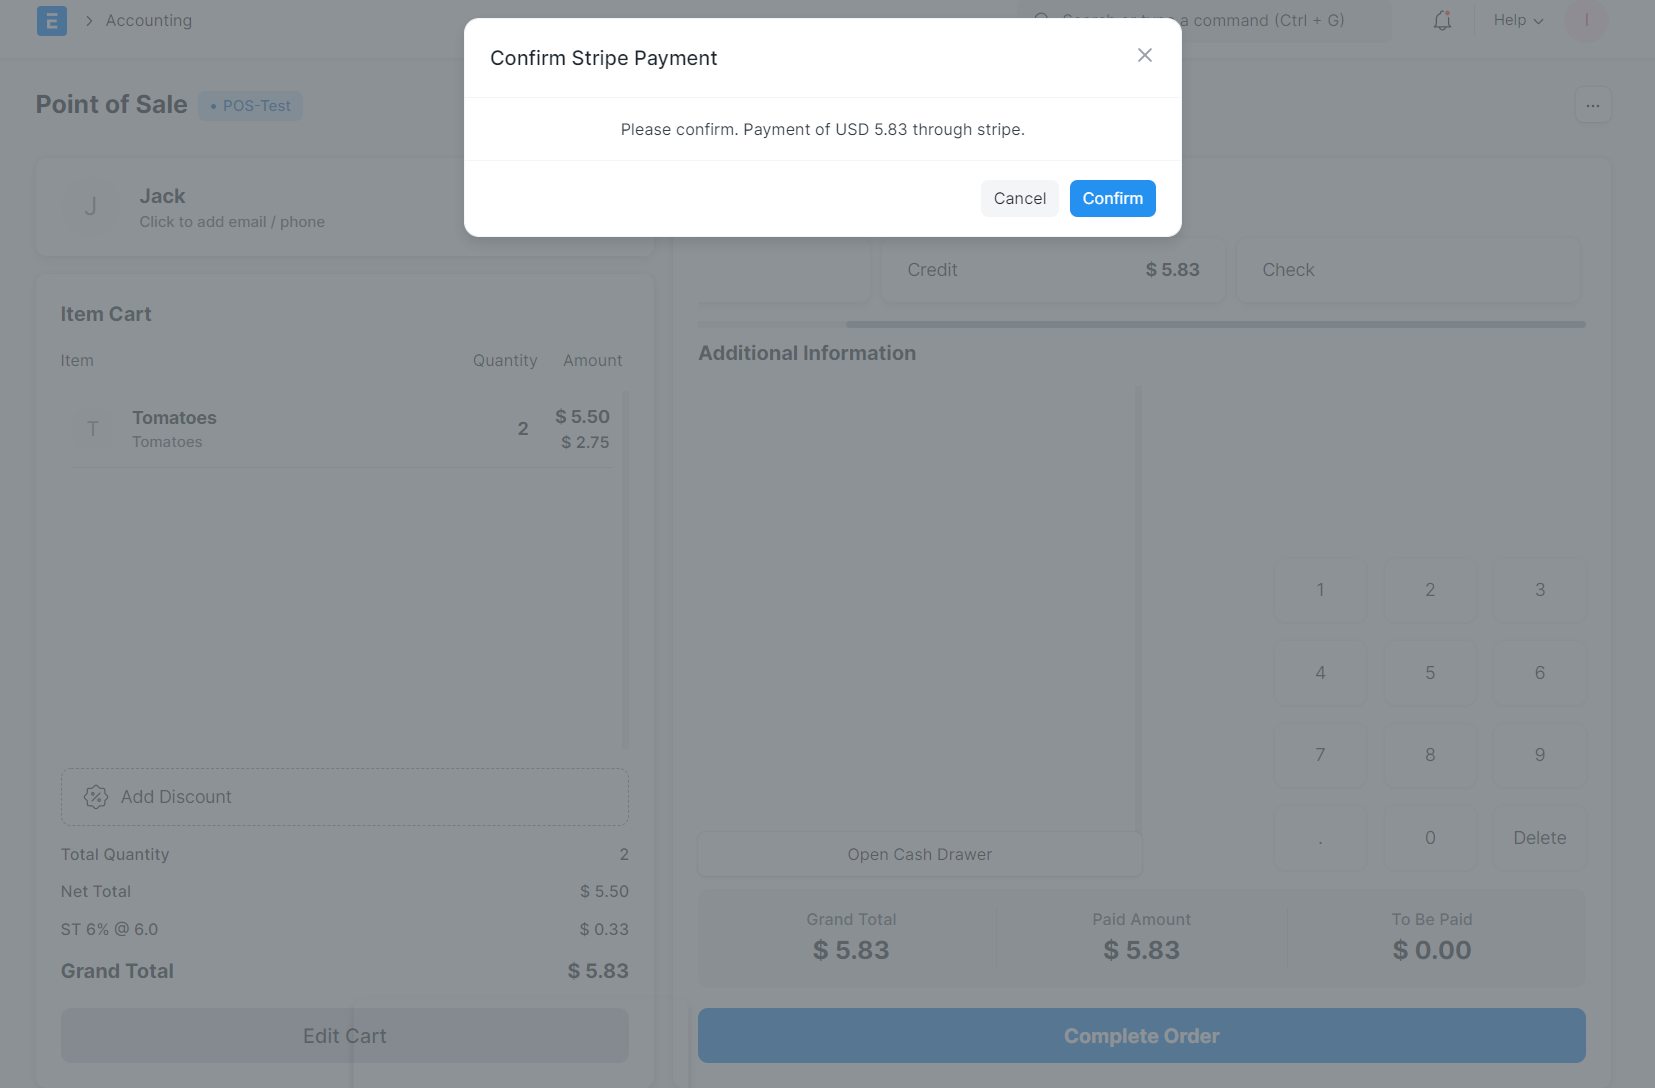 E > Accounting
Search or type a command (Ctrl + G)
Help
I
Confirm Stripe Payment
Please confirm. Payment of USD 5.83 through stripe.
Cancel
Confirm
Point of Sale
• POS-Test
...
J
Jack
Click to add email / phone
Item Cart
Item Quantity Amount
T
Tomatoes
Tomatoes
2
$ 5.50
$ 2.75
Add Discount
Total Quantity 2
Net Total $ 5.50
ST 6% @ 6.0 $ 0.33
Grand Total $ 5.83
Edit Cart
Credit $ 5.83
Check
Additional Information
1 2 3
4 5 6
7 8 9
. 0 Delete
Open Cash Drawer
Grand Total
$ 5.83
Paid Amount
$ 5.83
To Be Paid
$ 0.00
Complete Order